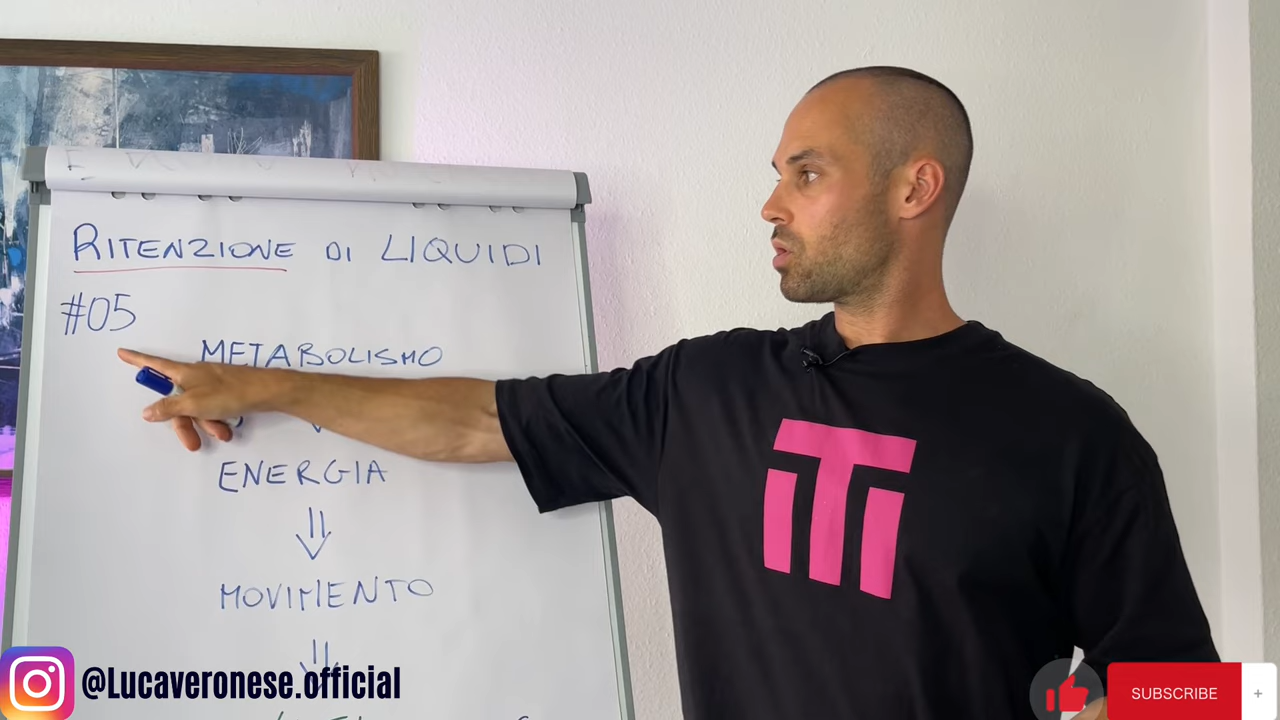 RITENZIONE DI LIQUIDI
#05
METABOLISMO
ENERGIA
MOVIMENTO
@Lucaveronese.official
SUBSCRIBE